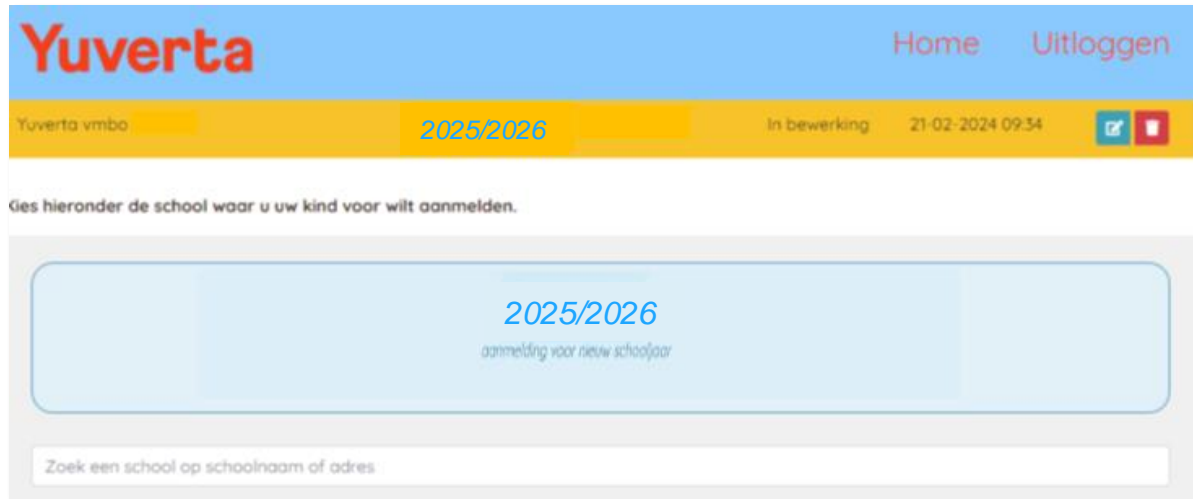 Yuverta
Home Uitloggen
Yuverta vmbo 2025/2026 In bewerking 21-02-2024 09:34
Kies hieronder de school waar u uw kind voor wilt aanmelden.
2025/2026
aanmelding voor nieuw schooljaar
Zoek een school op schoolnaam of adres